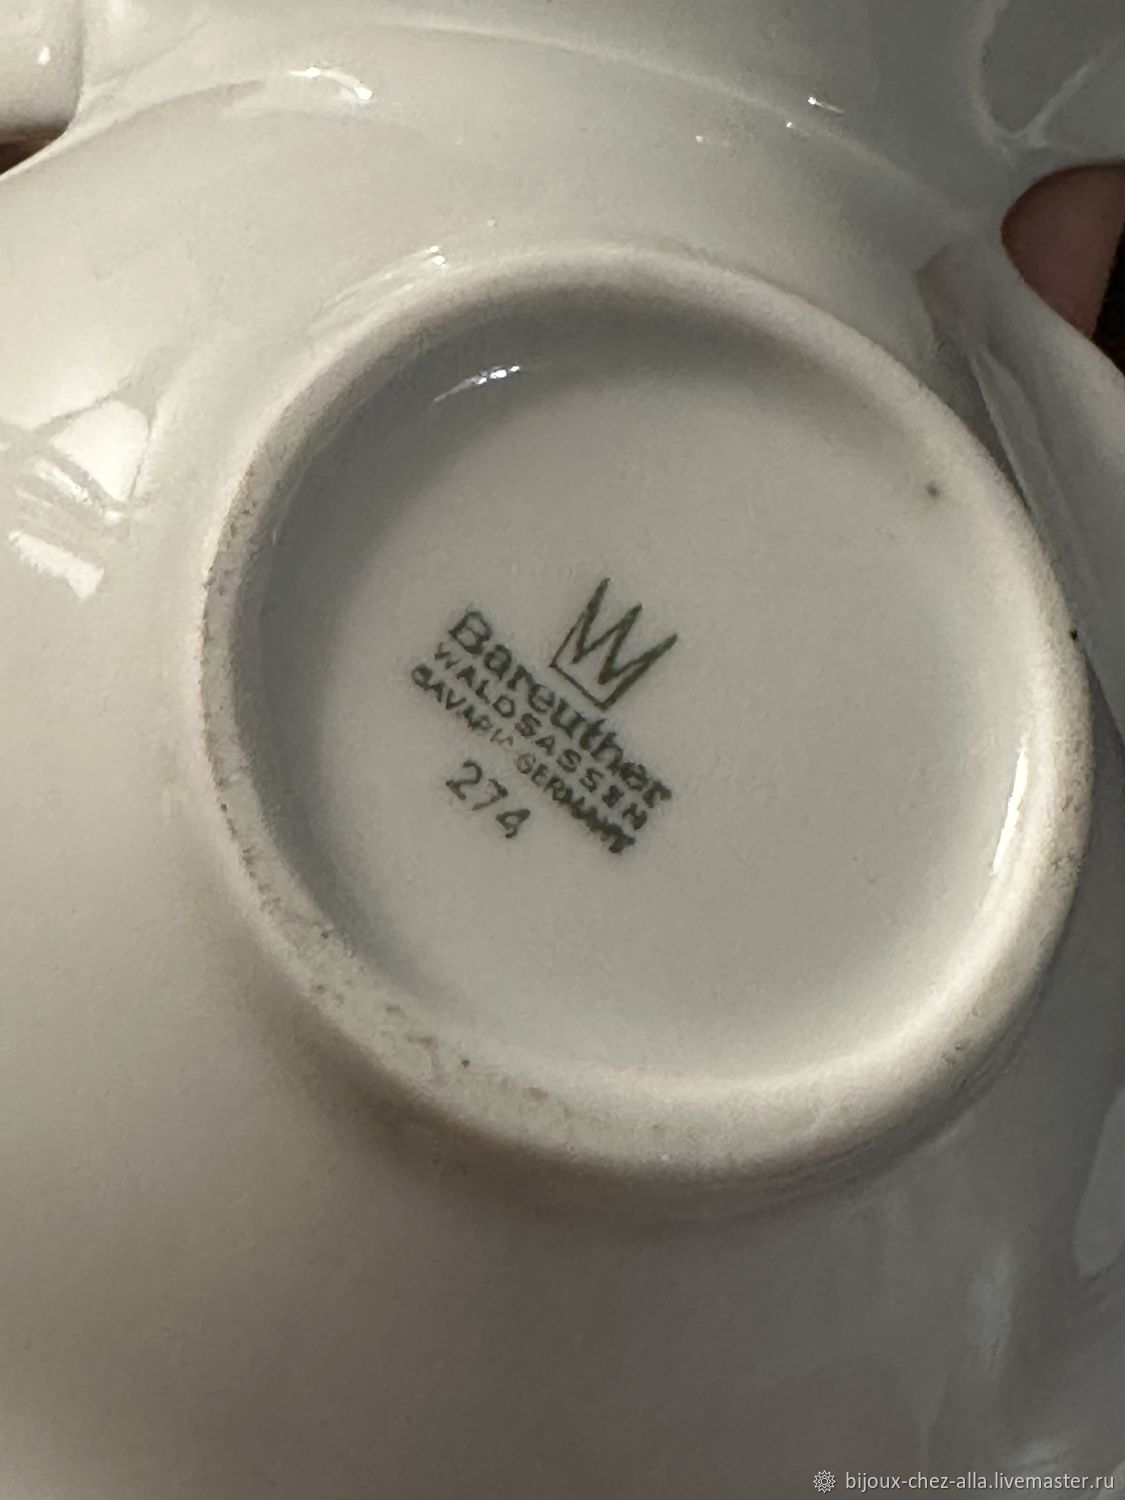 Bareuther
WALDSASSEN
BAVARIA GERMANY
274
bijoux-chez-alla.livemaster.ru